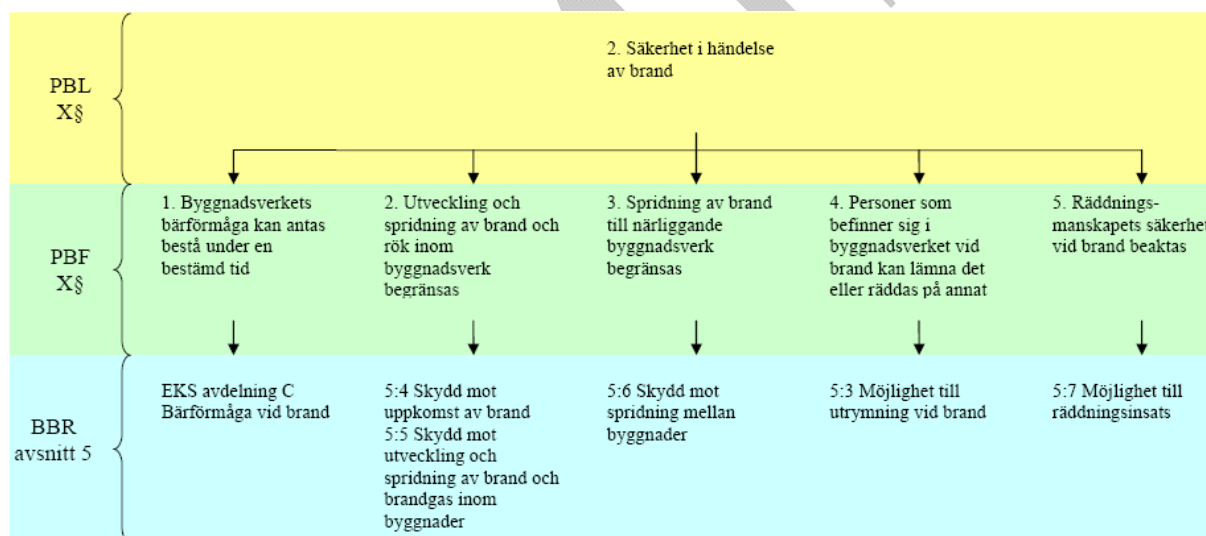 PBL
X§
2. Säkerhet i händelse
av brand
PBF
X§
1. Byggnadsverkets
bärförmåga kan antas
bestå under en
bestämd tid
2. Utveckling och
spridning av brand och
rök inom
byggnadsverk
begränsas
3. Spridning av brand
till närliggande
byggnadsverk
begränsas
4. Personer som
befinner sig i
byggnadsverket vid
brand kan lämna det
eller räddas på annat
5. Räddnings-
manskapets säkerhet
vid brand beaktas
BBR
avsnitt 5
EKS avdelning C
Bärförmåga vid brand
5:4 Skydd mot
uppkomst av brand
5:5 Skydd mot
utveckling och
spridning av brand och
brandgas inom
byggnader
5:6 Skydd mot
spridning mellan
byggnader
5:3 Möjlighet till
utrymning vid brand
5:7 Möjlighet till
räddningsinsats